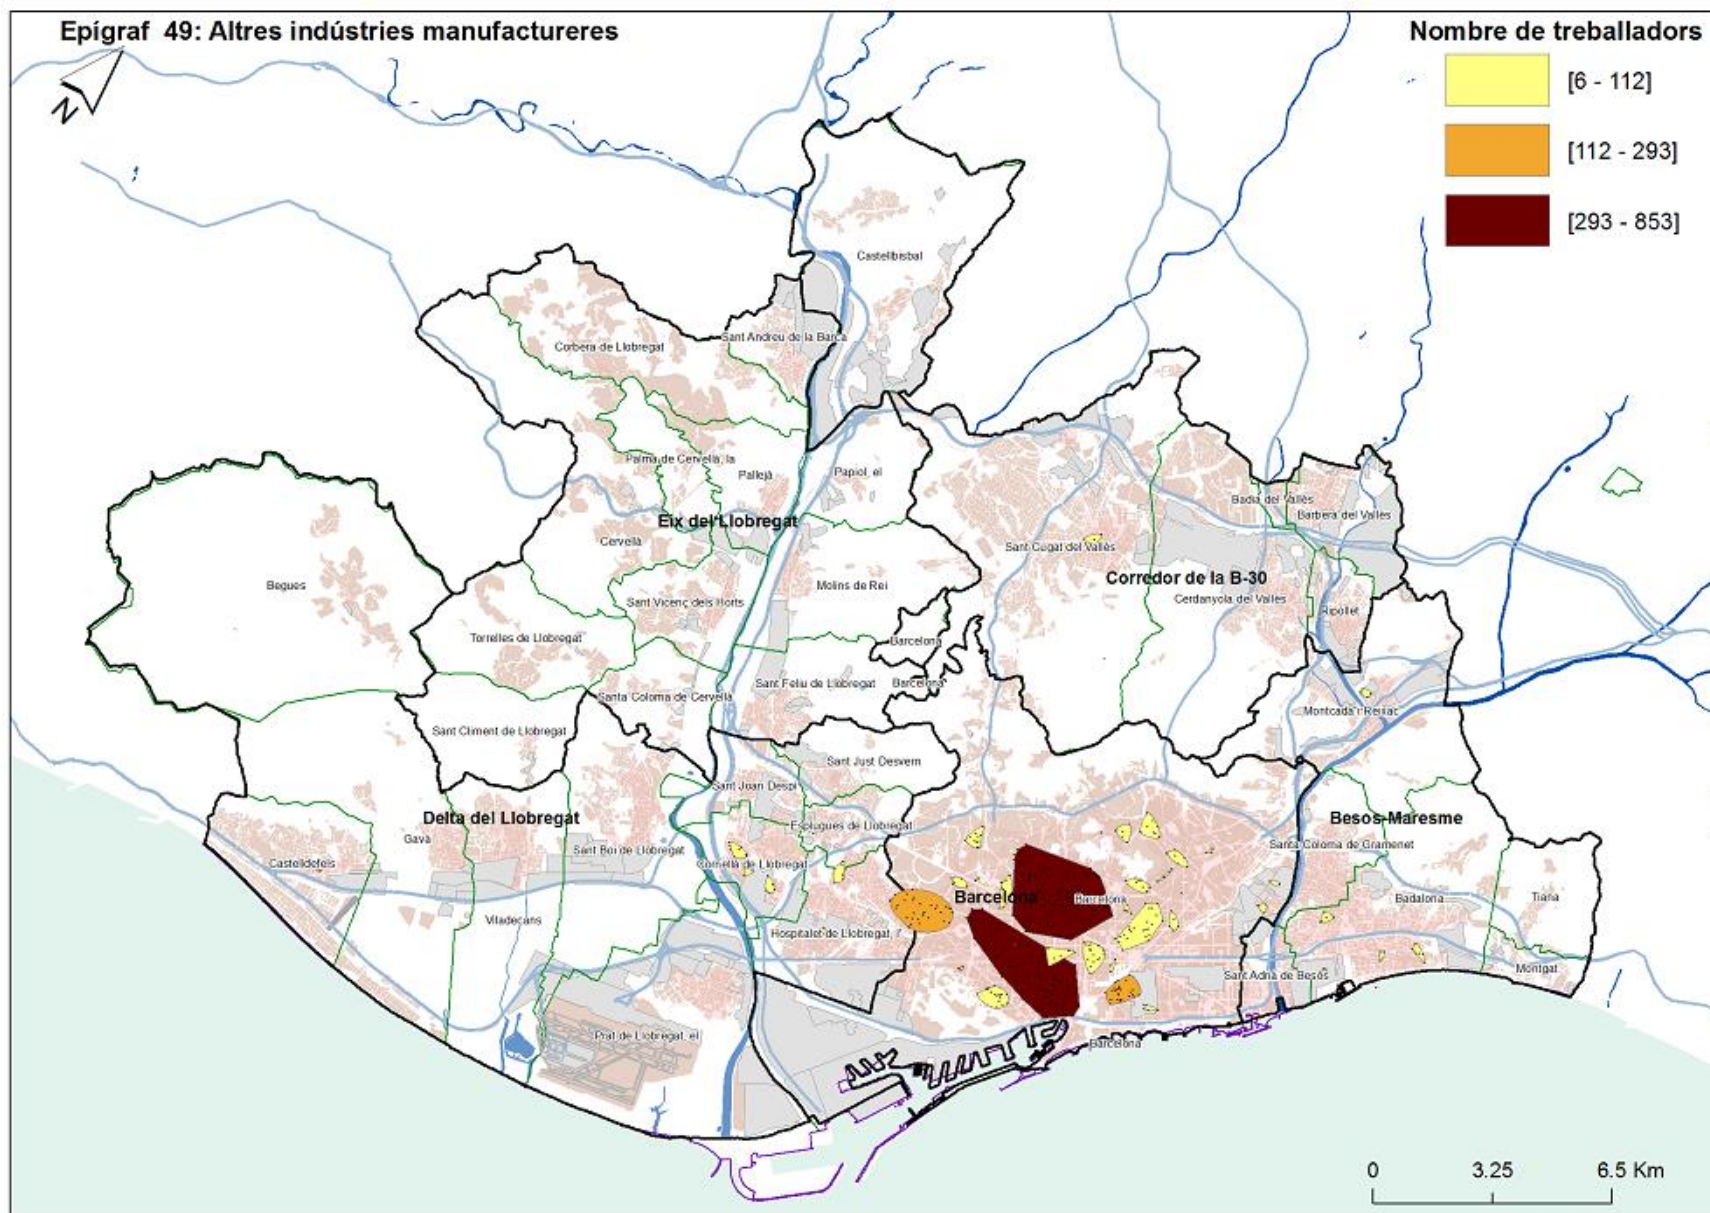 Epígraf 49: Altres indústries manufactureres
Nombre de treballadors
[6 - 112]
[112 - 293]
[293 - 853]
N
Castellbisbal
Sant Andreu de la Barca
Corbera de Llobregat
Palma de Cervelló, la
Pallejà
Papiol, el
Badia del Vallès
Barberà del Vallès
Eix del Llobregat
Cervelló
Sant Cugat del Vallès
Corredor de la B-30
Begues
Molins de Rei
Cerdanyola del Vallès
Sant Vicenç dels Horts
Ripollet
Torrelles de Llobregat
Barcelona
Sant Feliu de Llobregat
Barcelona
Santa Coloma de Cervelló
Montcada i Reixac
Sant Climent de Llobregat
Sant Just Desvern
Sant Joan Despí
Delta del Llobregat
Besòs-Maresme
Esplugues de Llobregat
Gavà
Sant Boi de Llobregat
Santa Coloma de Gramenet
Castelldefels
Cornellà de Llobregat
Barcelona
Barcelona
Badalona
Tiana
Viladecans
Hospitalet de Llobregat, l'
Sant Adrià de Besòs
Montgat
Prat de Llobregat, el
Barcelona
0 3.25 6.5 Km